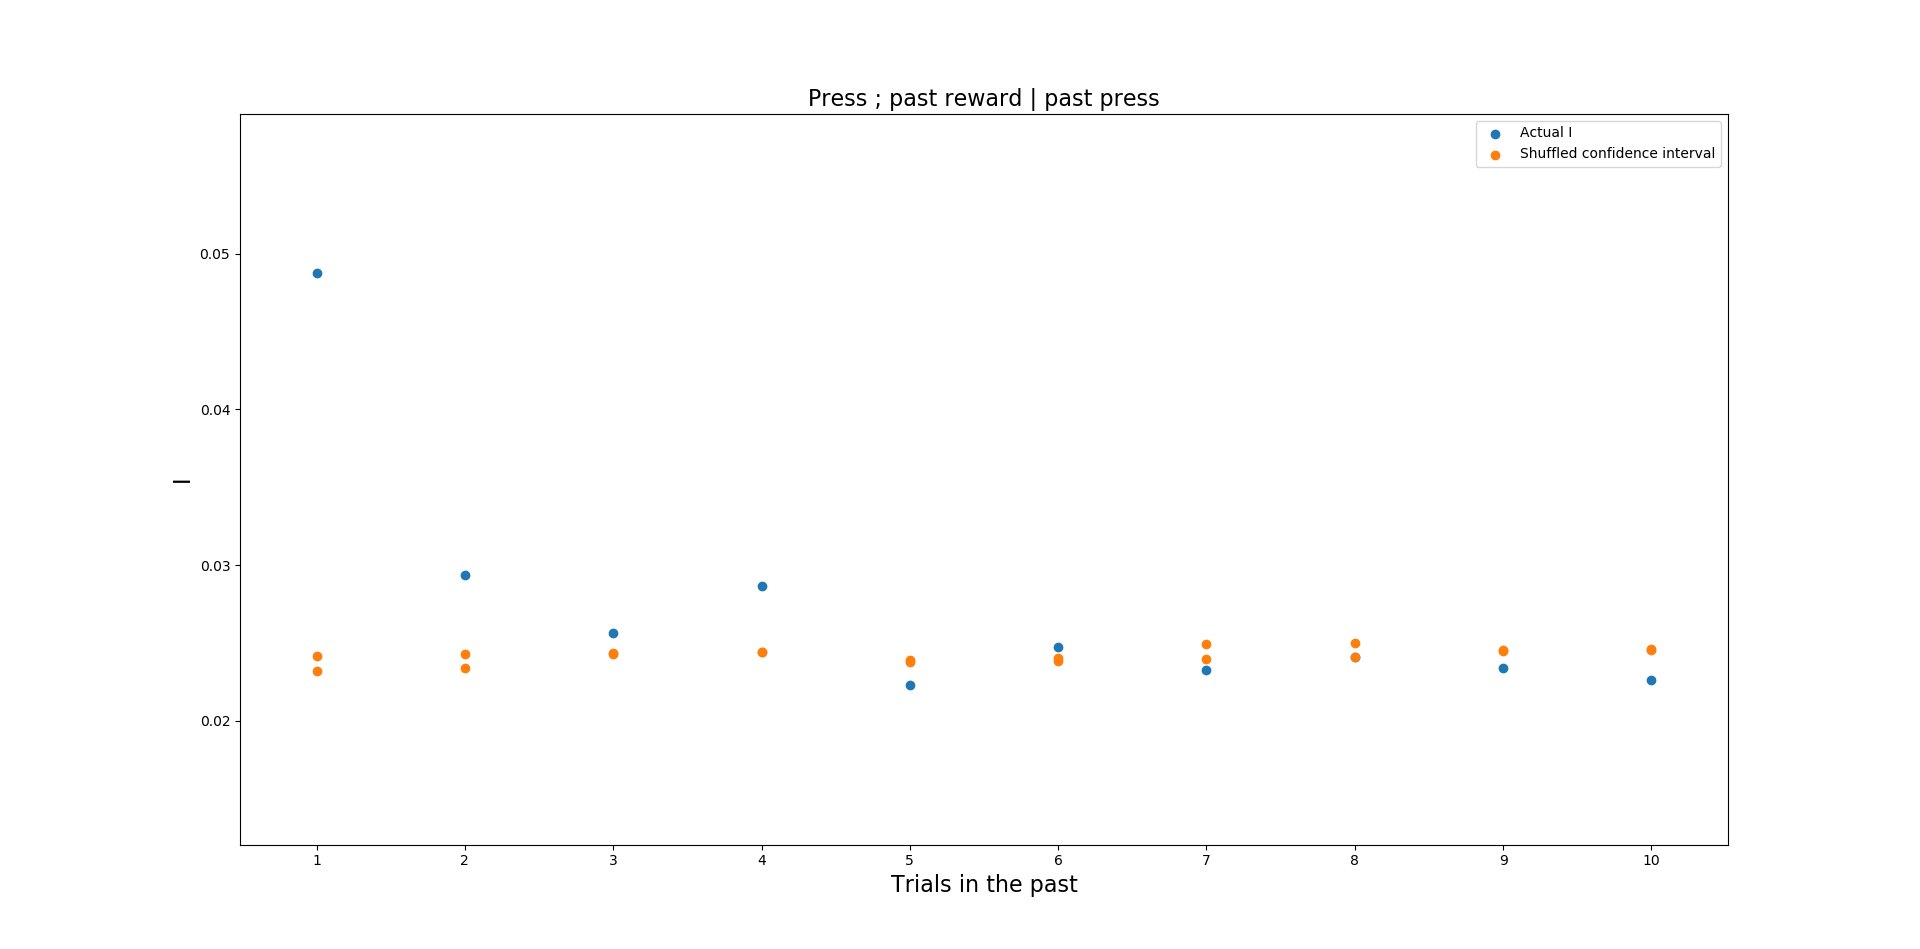 Press ; past reward | past press
Actual I
Shuffled confidence interval
0.05
0.04
I
0.03
0.02
1 2 3 4 5 6 7 8 9 10
Trials in the past